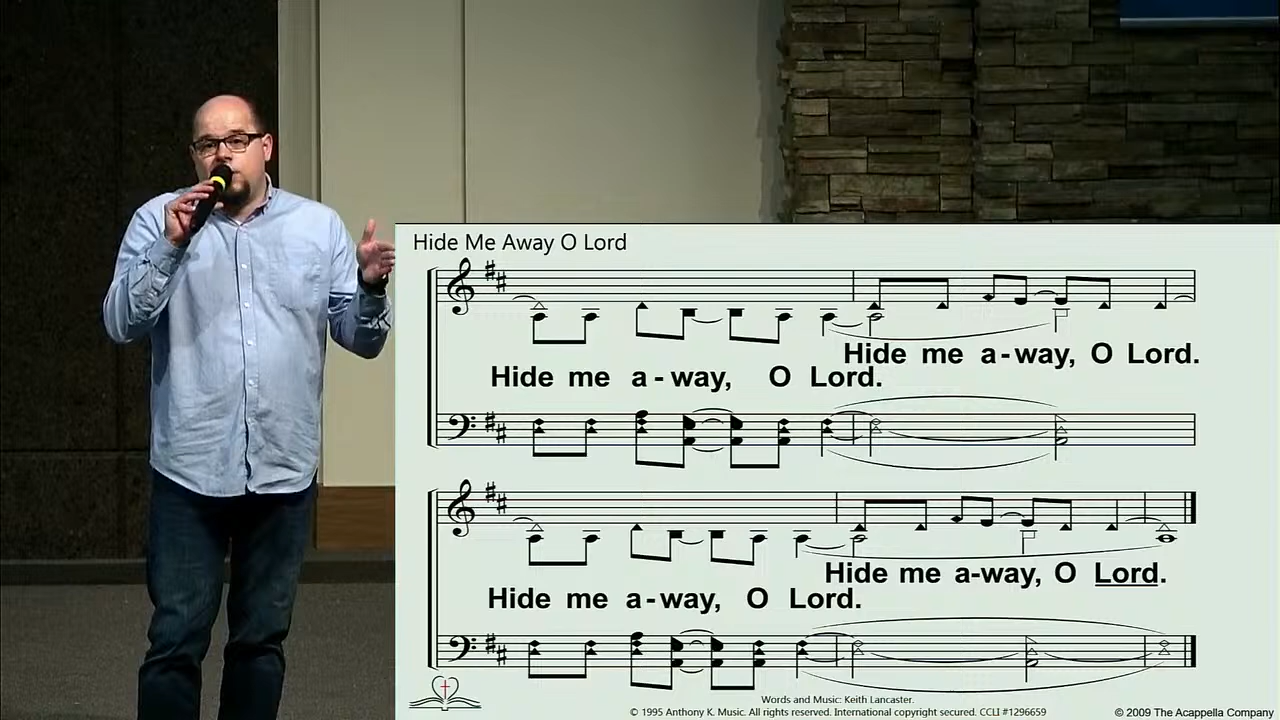 Hide Me Away O Lord
Hide me a-way, O Lord.
Hide me a-way, O Lord.
Hide me a-way, O Lord.
Hide me a-way, O Lord.
Words and Music: Keith Lancaster.
© 1995 Anthony K. Music. All rights reserved. International copyright secured. CCLI #1296659
© 2009 The Acappella Company